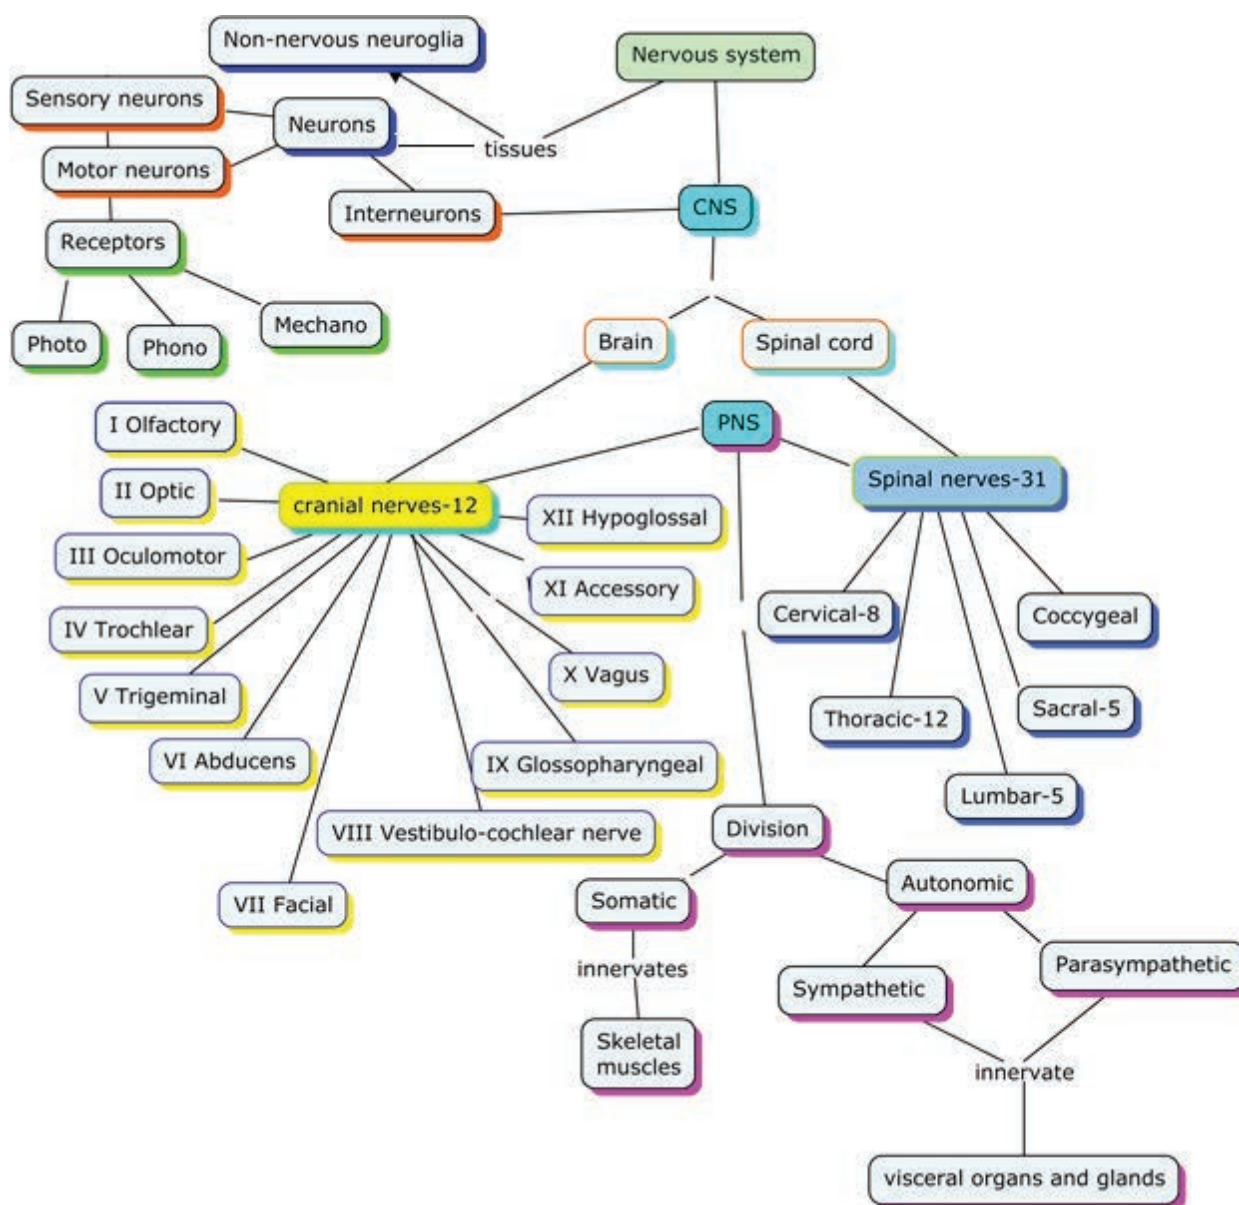 Non-nervous neuroglia
Nervous system
Sensory neurons
Neurons
tissues
Motor neurons
Interneurons
CNS
Receptors
Mechano
Photo
Phono
Brain
Spinal cord
I Olfactory
PNS
II Optic
cranial nerves-12
Spinal nerves-31
XII Hypoglossal
III Oculomotor
XI Accessory
Cervical-8
Coccygeal
IV Trochlear
X Vagus
V Trigeminal
Thoracic-12
Sacral-5
VI Abducens
IX Glossopharyngeal
Lumbar-5
VIII Vestibulo-cochlear nerve
Division
VII Facial
Somatic
Autonomic
innervates
Sympathetic
Parasympathetic
Skeletal
muscles
innervate
visceral organs and glands